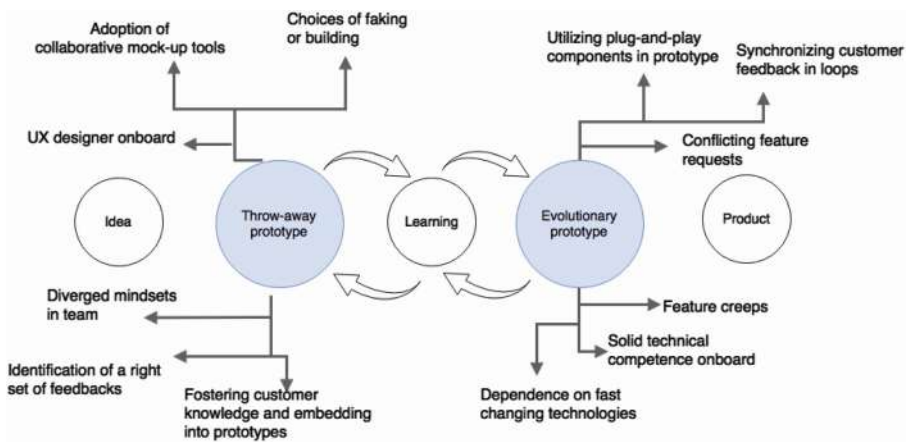 Adoption of
collaborative mock-up tools
Choices of faking
or building
Utilizing plug-and-play
components in prototype
Synchronizing customer
feedback in loops
UX designer onboard
Conflicting feature
requests
Idea
Throw-away
prototype
Learning
Evolutionary
prototype
Product
Diverged mindsets
in team
Feature creeps
Identification of a right
set of feedbacks
Solid technical
competence onboard
Fostering customer
knowledge and embedding
into prototypes
Dependence on fast
changing technologies